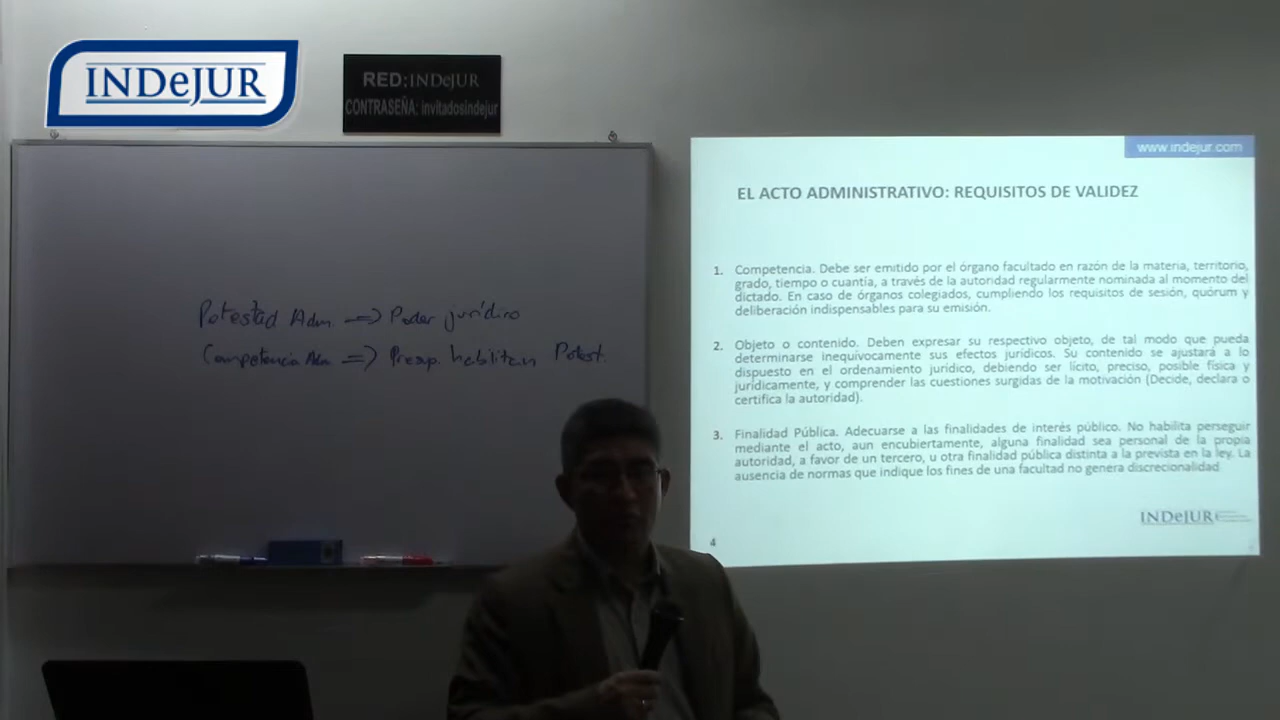 INDeJUR
RED: INDeJUR
CONTRASEÑA: invitadosindejur
Potestad Adm => Poder jurídico
Competencia Adm => Presp. habilitan Potest.
www.indejur.com
EL ACTO ADMINISTRATIVO: REQUISITOS DE VALIDEZ
1. Competencia. Debe ser emitido por el órgano facultado en razón de la materia, territorio,
grado, tiempo o cuantía, a través de la autoridad regularmente nominada al momento del
dictado. En caso de órganos colegiados, cumpliendo los requisitos de sesión, quórum y
deliberación indispensables para su emisión.
2. Objeto o contenido. Deben expresar su respectivo objeto, de tal modo que pueda
determinarse inequívocamente sus efectos jurídicos. Su contenido se ajustará a lo
dispuesto en el ordenamiento jurídico, debiendo ser lícito, preciso, posible física y
jurídicamente, y comprender las cuestiones surgidas de la motivación (Decide, declara o
certifica la autoridad).
3. Finalidad Pública. Adecuarse a las finalidades de interés público. No habilita perseguir
mediante el acto, aun encubiertamente, alguna finalidad sea personal de la propia
autoridad, a favor de un tercero, u otra finalidad pública distinta a la prevista en la ley. La
ausencia de normas que indique los fines de una facultad no genera discrecionalidad
INDeJUR
4